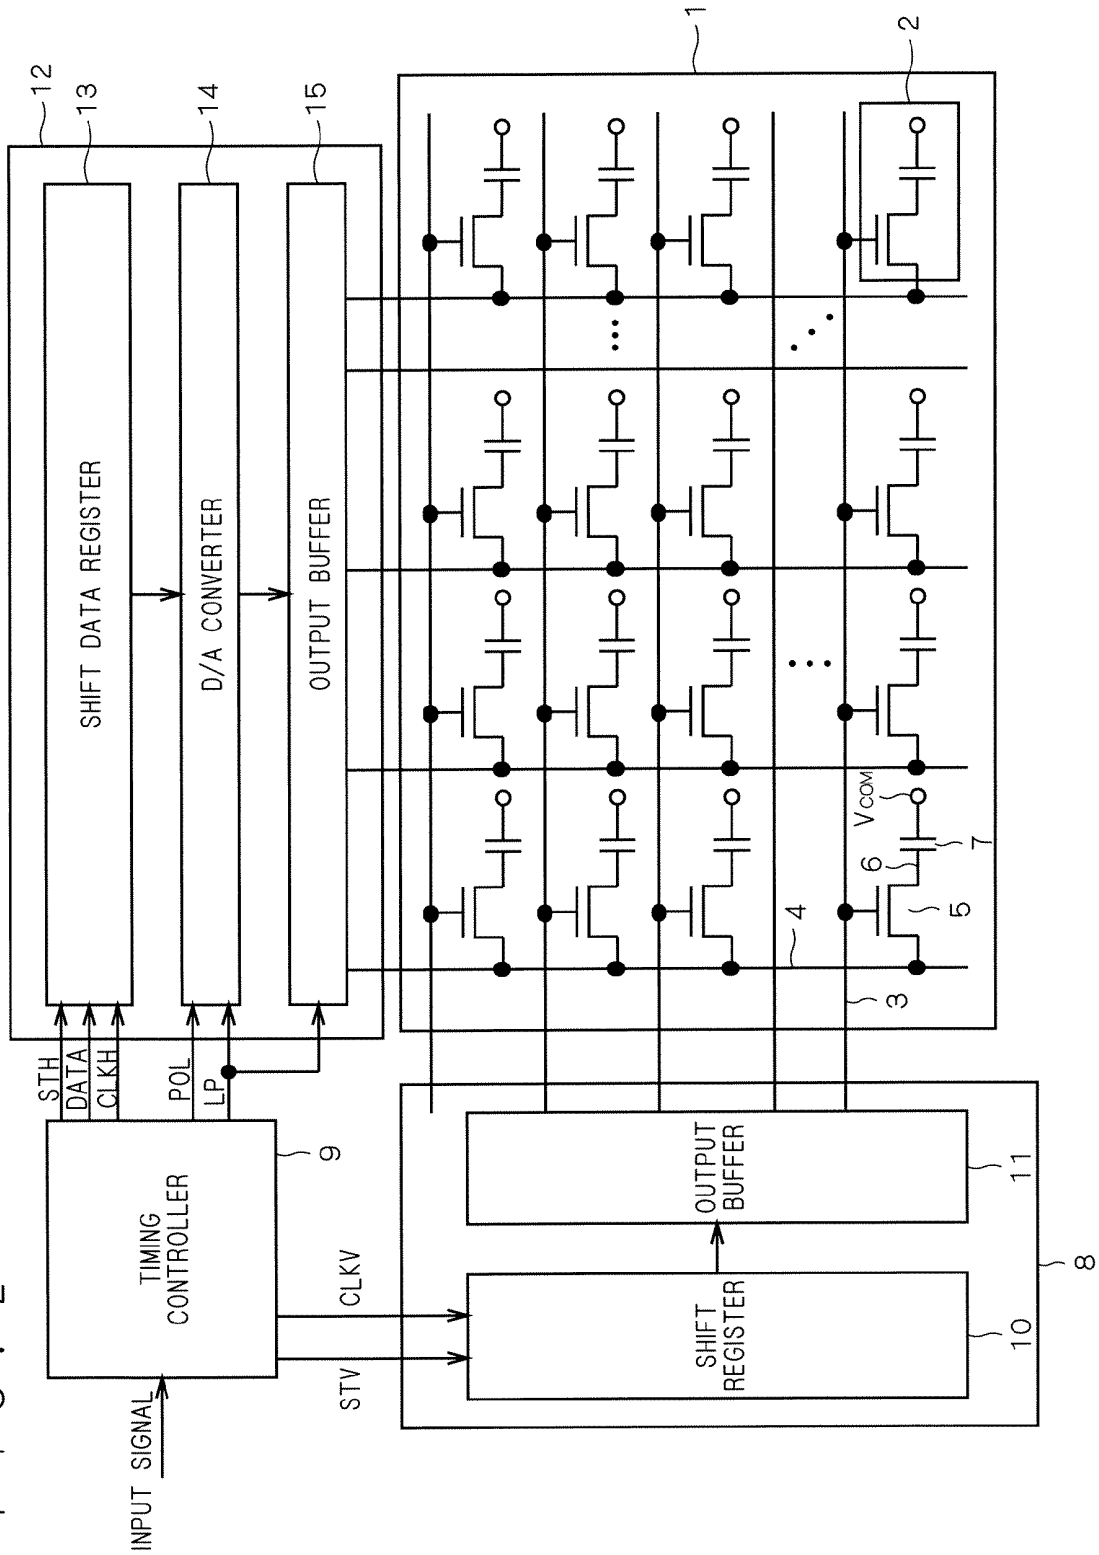 12
13
14
15
1
2
SHIFT DATA REGISTER
D/A CONVERTER
OUTPUT BUFFER
STH
DATA
CLKH
POL
LP
INPUT SIGNAL
TIMING
CONTROLLER
9
STV
CLKV
SHIFT
REGISTER
10
OUTPUT
BUFFER
11
8
3
4
5
6
7
VCOM